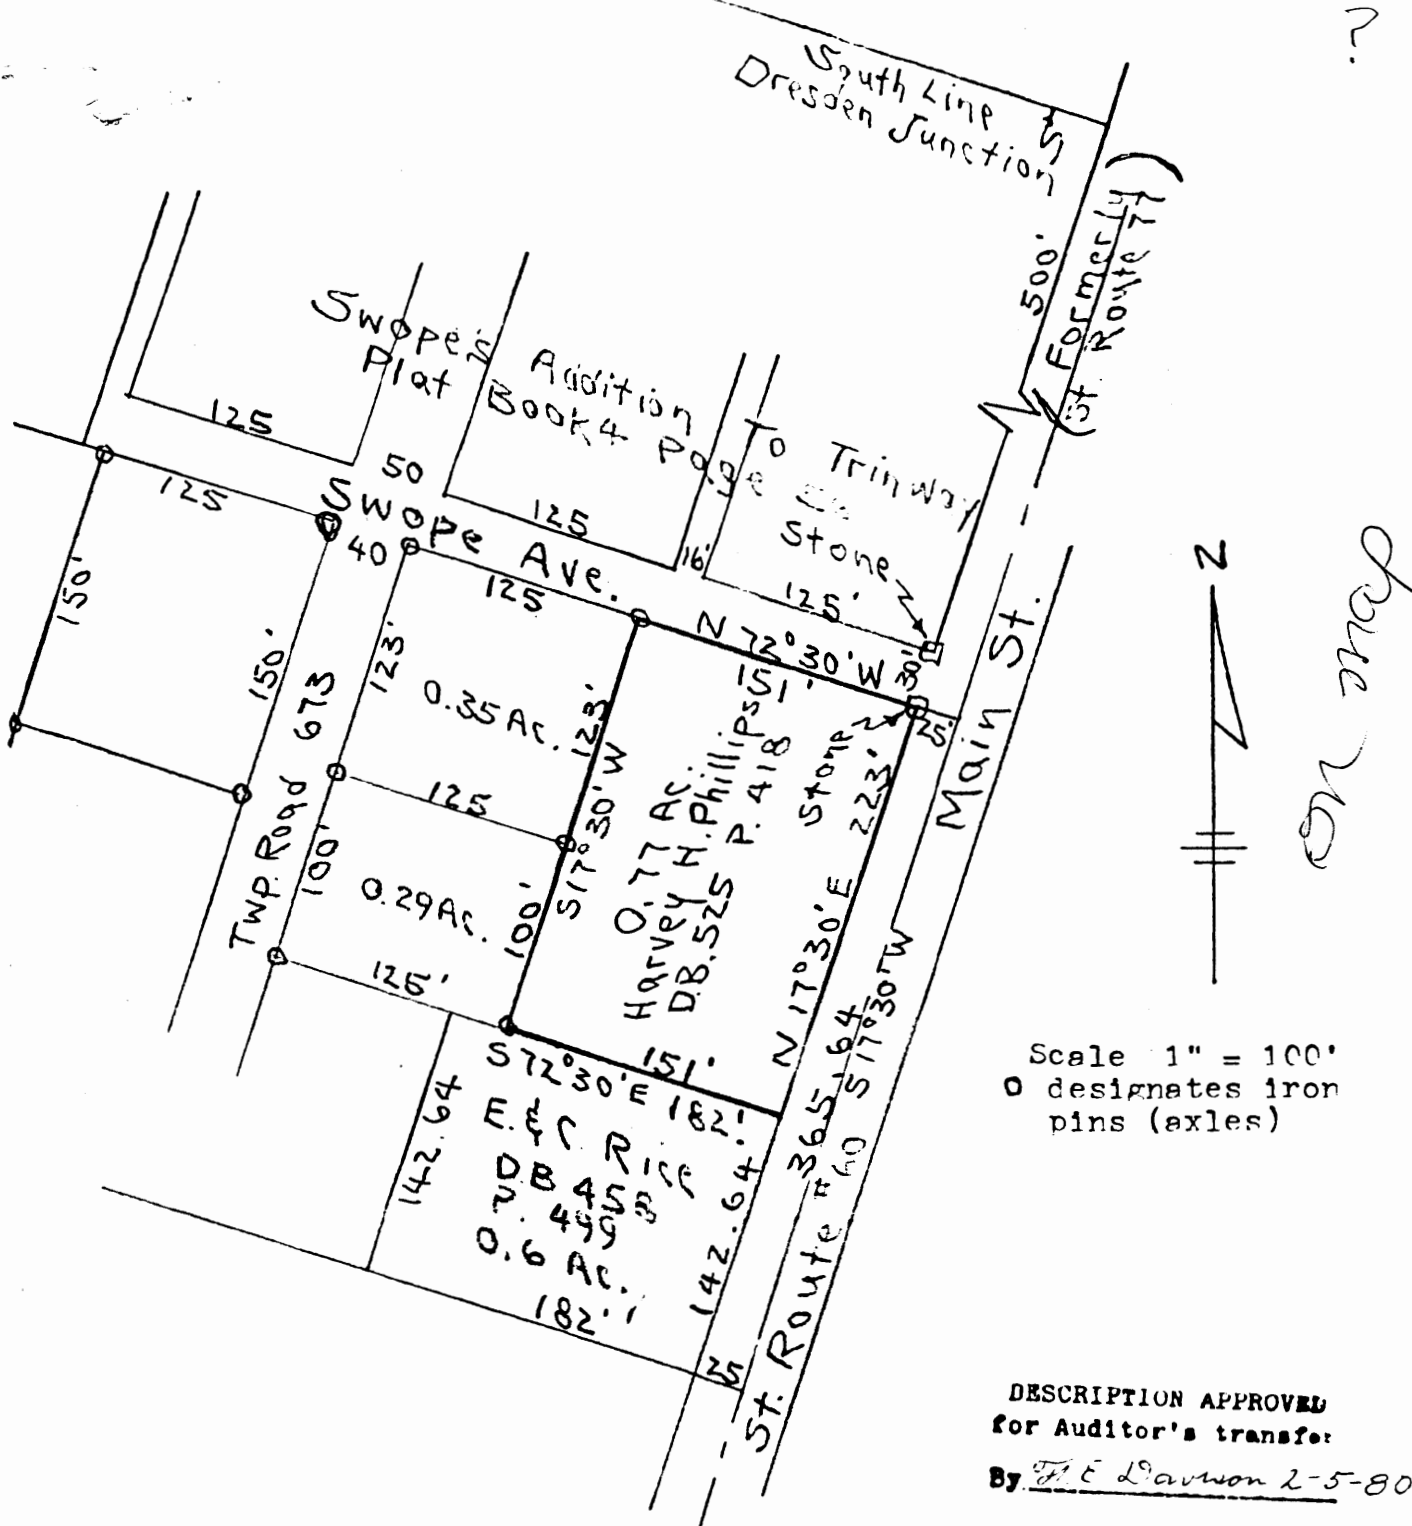 ?
South Line
Dresden Junction
500'
(Formerly
St. Route 77)
Swope's Addition To Trinway
Plat Book 4 Page
Stone
125
50
125
125
16'
125'
Swope Ave.
40
125
N 72°30' W
151'
30'
25'
150'
150'
123'
0.35 Ac.
123'
S 17°30' W
Twp. Road 673
125
100'
0.29 Ac.
100'
125'
0.77 Ac.
Harvey H. Phillips
D.B. 525 P. 418
Stone
223'
N 17°30' E
Main St.
N
on map
S 72°30' E
151'
182'
365.64
S 17°30' W
St. Route #60
142.64
E. & C. Rice
D B 458
P. 499
0.6 Ac.
142.64
182'
25
Scale 1" = 100'
O designates iron
pins (axles)
DESCRIPTION APPROVED
for Auditor's transfer
By 2-5-80